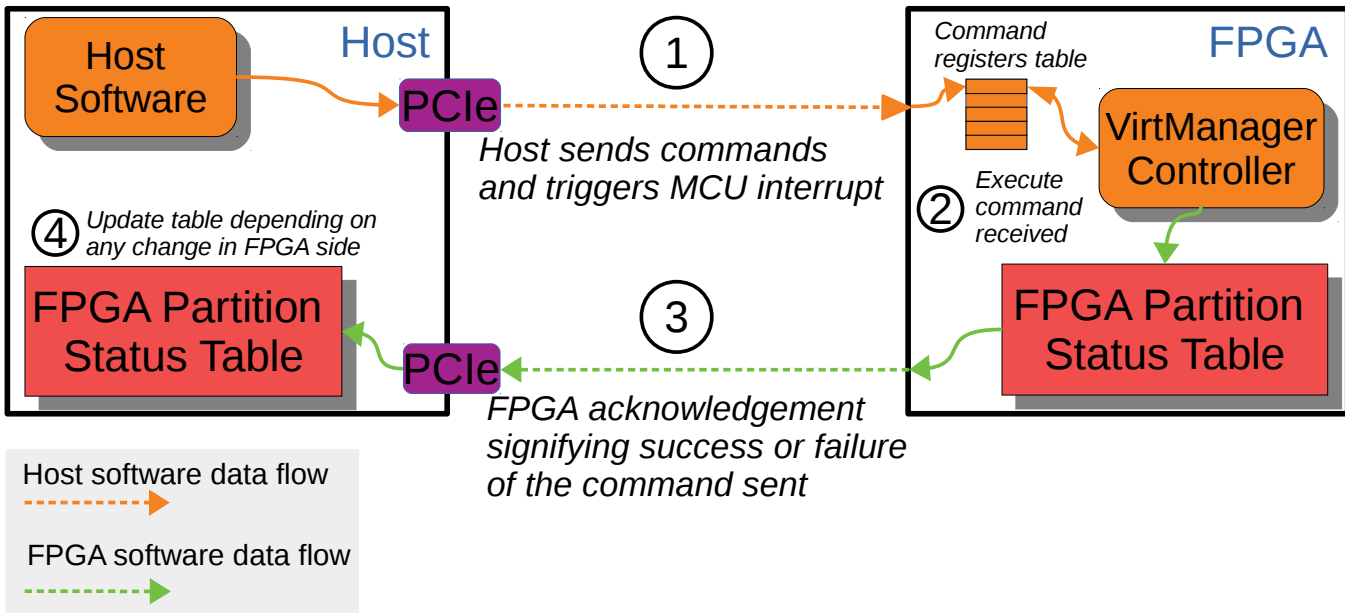 Host
FPGA
Host
Software
PCIe
1
Command
registers table
VirtManager
Controller
Host sends commands
and triggers MCU interrupt
2
Execute
command
received
4
Update table depending on
any change in FPGA side
FPGA Partition
Status Table
PCIe
3
FPGA Partition
Status Table
FPGA acknowledgement
signifying success or failure
of the command sent
Host software data flow
FPGA software data flow